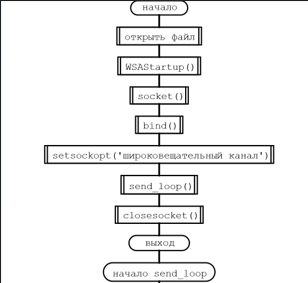 начало
открыть файл
WSAStartup()
socket()
bind()
setsockopt('широковещательный канал')
send_loop()
closesocket()
выход
начало send_loop